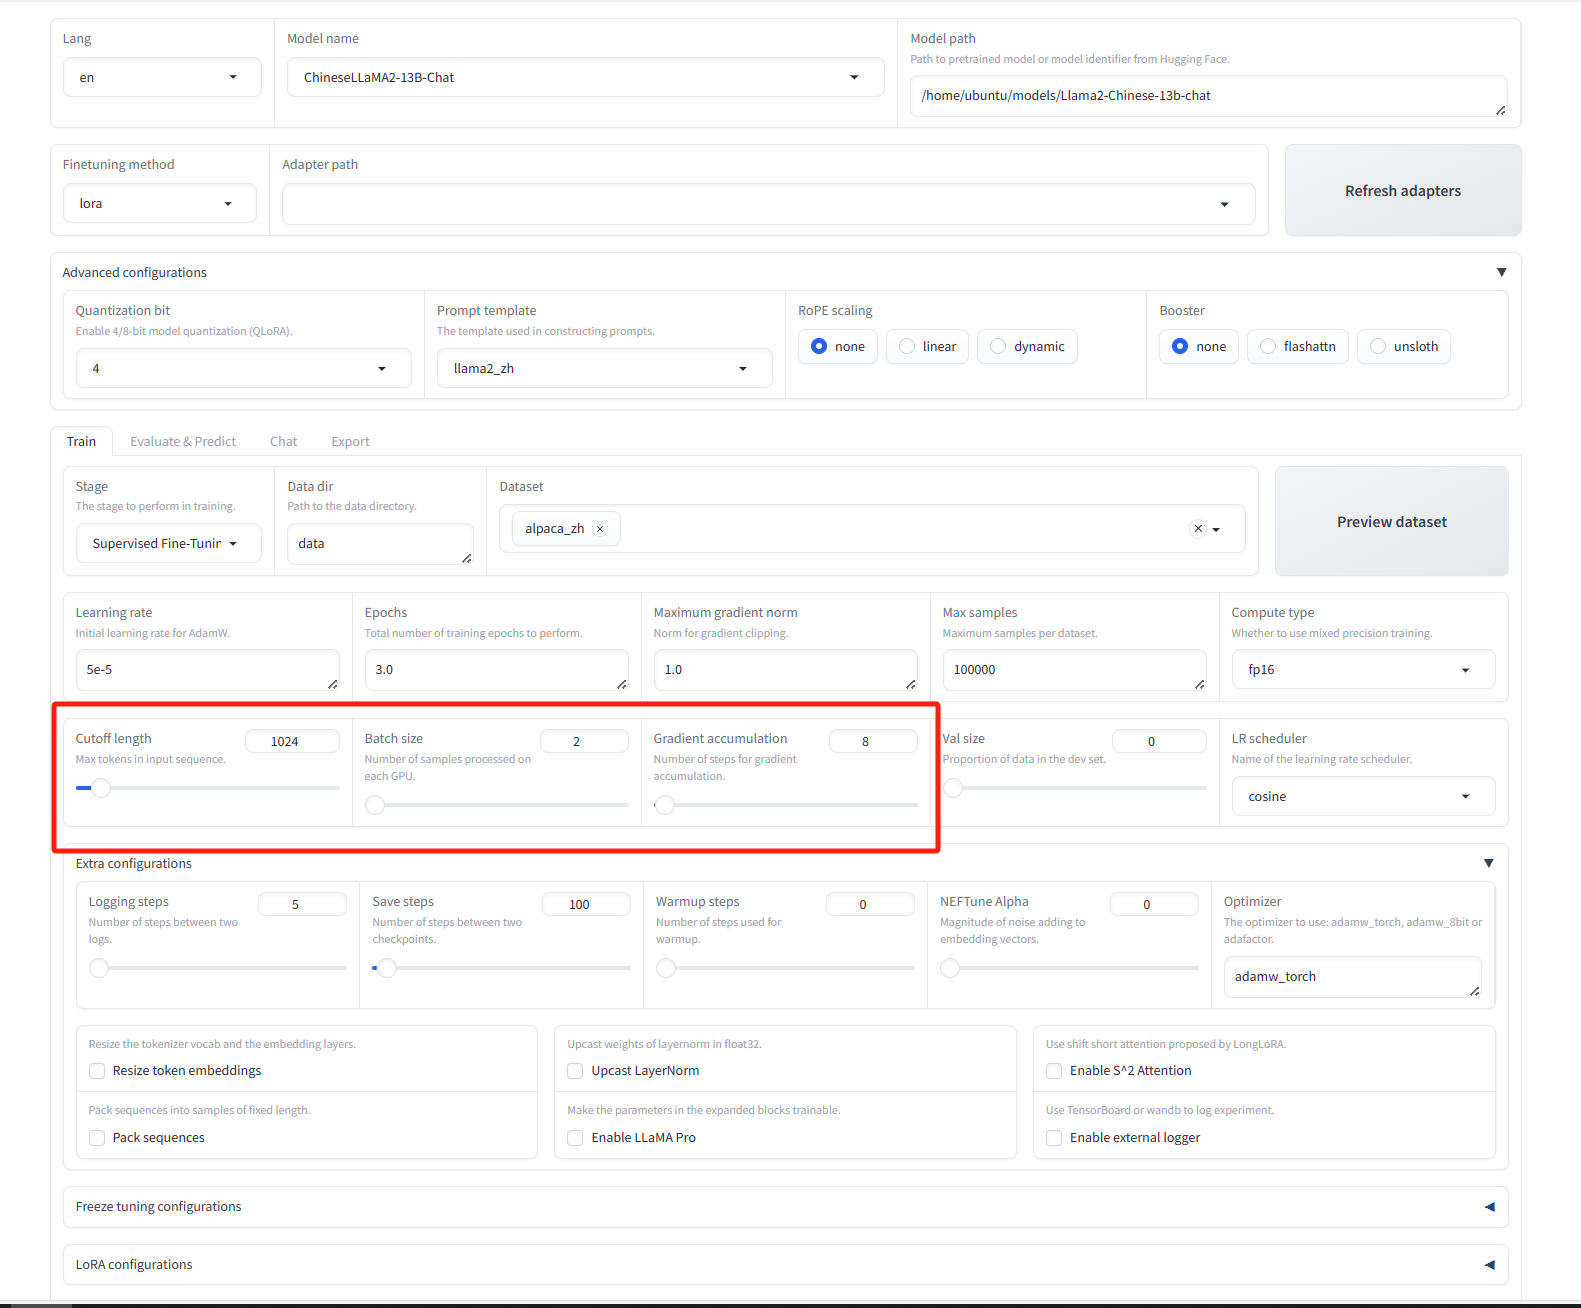 Lang
en
Model name
ChineseLLaMA2-13B-Chat
Model path
Path to pretrained model or model identifier from Hugging Face.
/home/ubuntu/models/Llama2-Chinese-13b-chat
Finetuning method
lora
Adapter path
Refresh adapters
Advanced configurations
Quantization bit
Enable 4/8-bit model quantization (QLoRA).
4
Prompt template
The template used in constructing prompts.
llama2_zh
RoPE scaling
none
linear
dynamic
Booster
none
flashattn
unsloth
Train
Evaluate & Predict
Chat
Export
Stage
The stage to perform in training.
Supervised Fine-Tunin
Data dir
Path to the data directory.
data
Dataset
alpaca_zh
Preview dataset
Learning rate
Initial learning rate for AdamW.
5e-5
Epochs
Total number of training epochs to perform.
3.0
Maximum gradient norm
Norm for gradient clipping.
1.0
Max samples
Maximum samples per dataset.
100000
Compute type
Whether to use mixed precision training.
fp16
Cutoff length
1024
Max tokens in input sequence.
Batch size
2
Number of samples processed on
each GPU.
Gradient accumulation
8
Number of steps for gradient
accumulation.
Val size
0
Proportion of data in the dev set.
LR scheduler
Name of the learning rate scheduler.
cosine
Extra configurations
Logging steps
5
Number of steps between two
logs.
Save steps
100
Number of steps between two
checkpoints.
Warmup steps
0
Number of steps used for
warmup.
NEFTune Alpha
0
Magnitude of noise adding to
embedding vectors.
Optimizer
The optimizer to use: adamw_torch, adamw_8bit or
adafactor.
adamw_torch
Resize the tokenizer vocab and the embedding layers.
Resize token embeddings
Pack sequences into samples of fixed length.
Pack sequences
Upcast weights of layernorm in float32.
Upcast LayerNorm
Make the parameters in the expanded blocks trainable.
Enable LLaMA Pro
Use shift short attention proposed by LongLoRA.
Enable S^2 Attention
Use TensorBoard or wandb to log experiment.
Enable external logger
Freeze tuning configurations
LoRA configurations